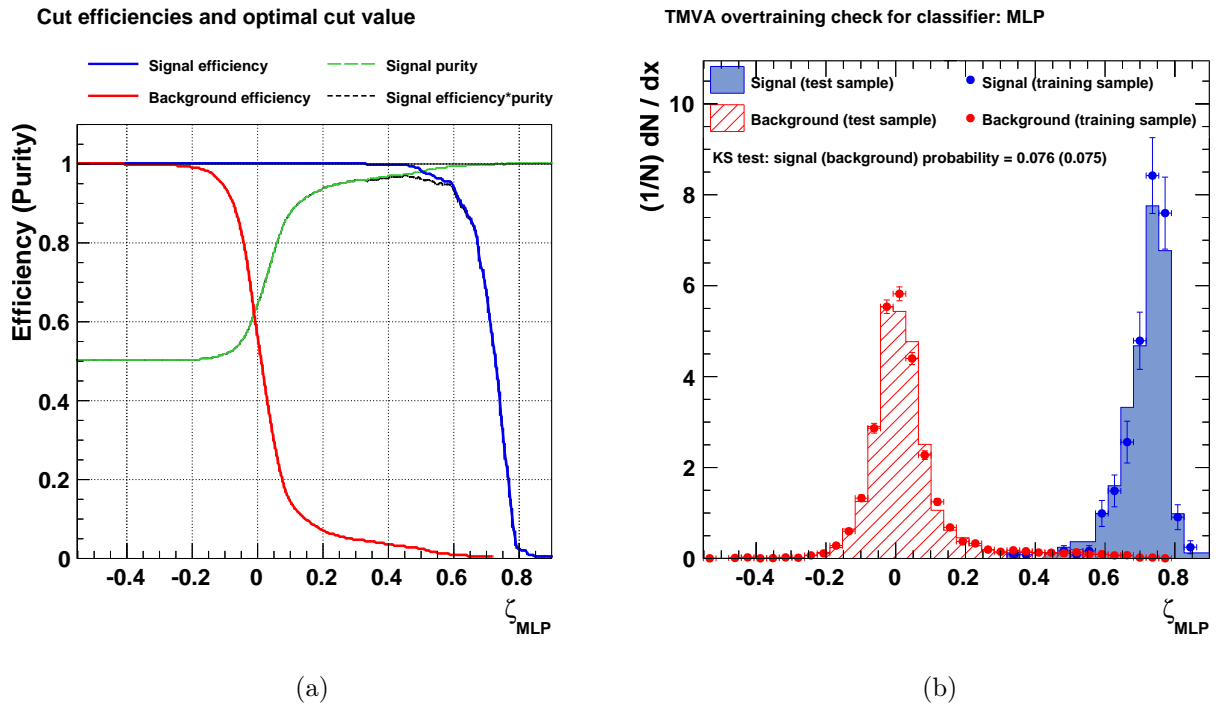 Cut efficiencies and optimal cut value
Signal efficiency
Signal purity
Background efficiency
Signal efficiency*purity
Efficiency (Purity)
1
0.8
0.6
0.4
0.2
0
-0.4 -0.2 0 0.2 0.4 0.6 0.8
ζMLP
(a)
TMVA overtraining check for classifier: MLP
Signal (test sample)
Signal (training sample)
Background (test sample)
Background (training sample)
KS test: signal (background) probability = 0.076 (0.075)
(1/N) dN / dx
10
8
6
4
2
0
-0.4 -0.2 0 0.2 0.4 0.6 0.8
ζMLP
(b)